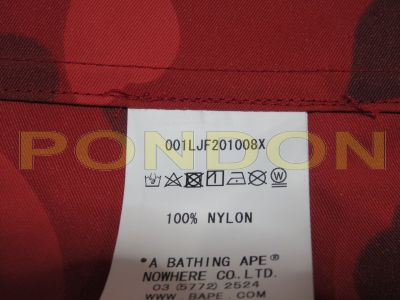 001LJF201008X
PONDON
100% NYLON
*A BATHING APE®
NOWHERE CO.,LTD.
03 (5772) 2524
WWW.BAPE.COM